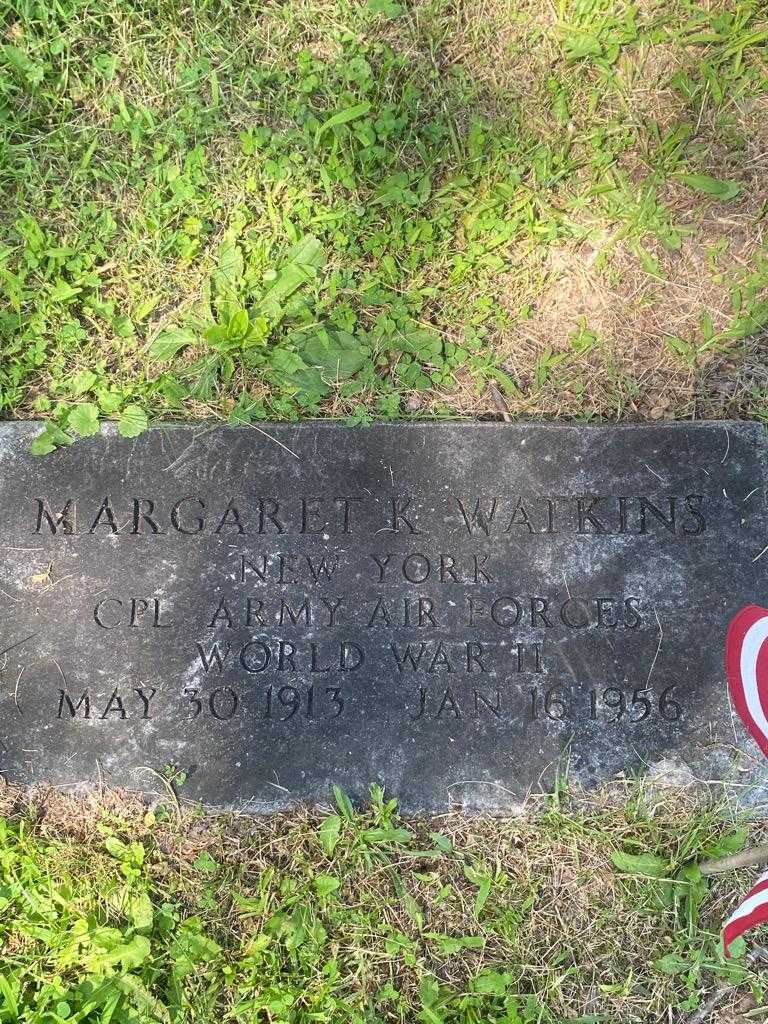 MARGARET K WATKINS
NEW YORK
CPL ARMY AIR FORCES
WORLD WAR II
MAY 30 1913 JAN 16 1956